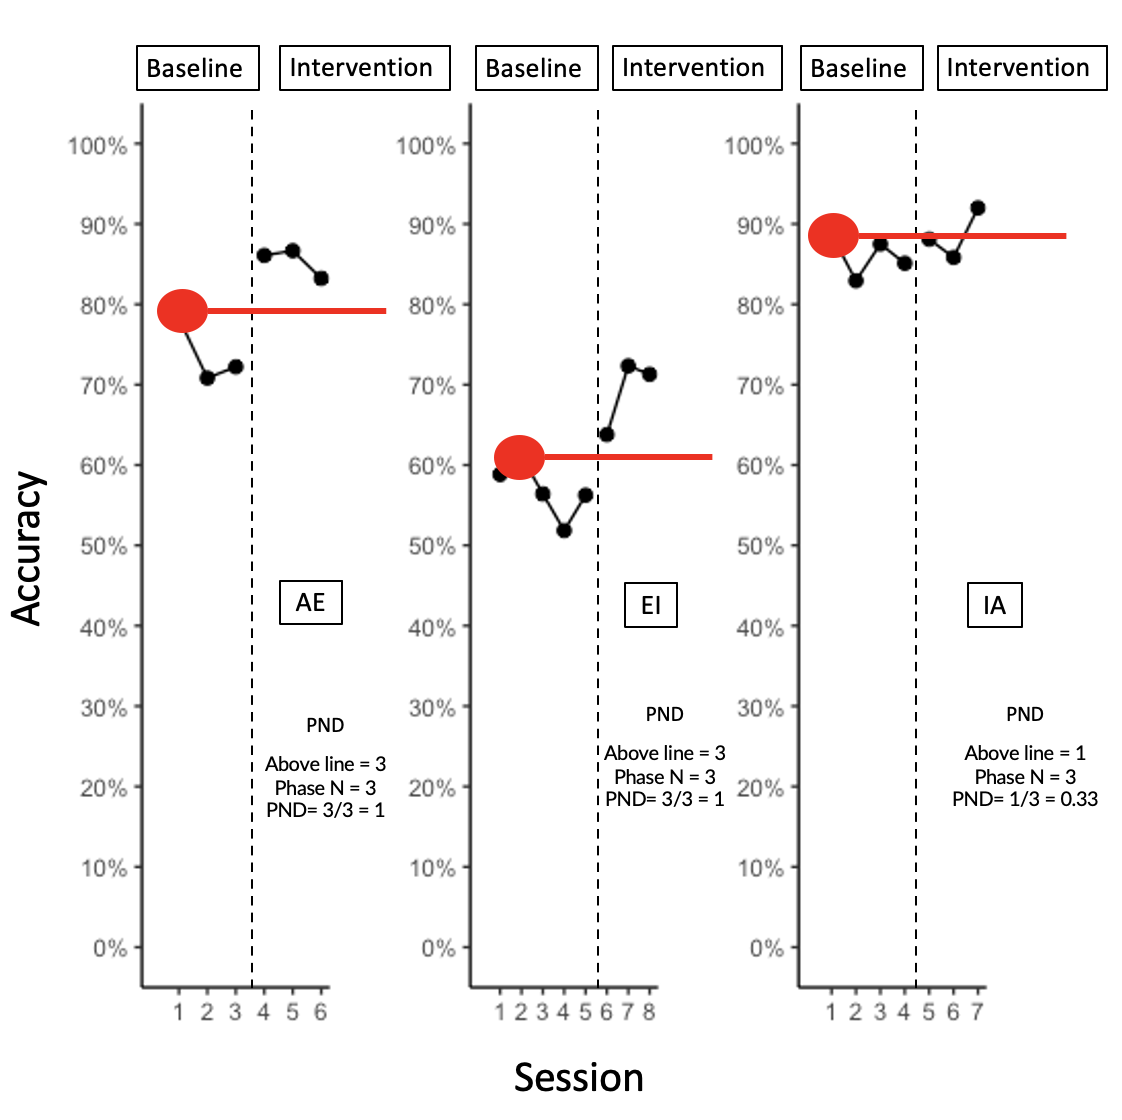 Baseline
Intervention
Baseline
Intervention
Baseline
Intervention
Accuracy
100%
90%
80%
70%
60%
50%
40%
30%
20%
10%
0%
AE
PND
Above line = 3
Phase N = 3
PND= 3/3 = 1
1 2 3 4 5 6
100%
90%
80%
70%
60%
50%
40%
30%
20%
10%
0%
EI
PND
Above line = 3
Phase N = 3
PND= 3/3 = 1
1 2 3 4 5 6 7 8
100%
90%
80%
70%
60%
50%
40%
30%
20%
10%
0%
IA
PND
Above line = 1
Phase N = 3
PND= 1/3 = 0.33
1 2 3 4 5 6 7
Session